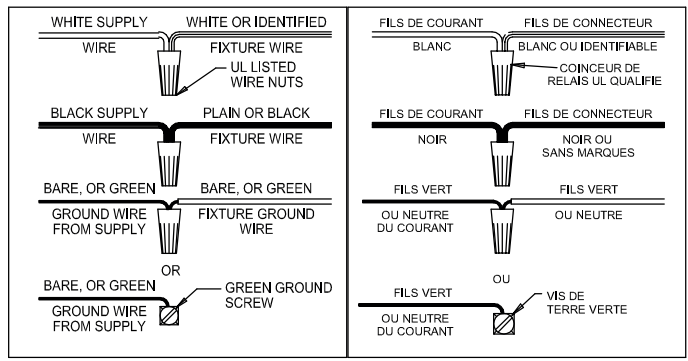 WHITE SUPPLY
WIRE
WHITE OR IDENTIFIED
FIXTURE WIRE
UL LISTED
WIRE NUTS
BLACK SUPPLY
WIRE
PLAIN OR BLACK
FIXTURE WIRE
BARE, OR GREEN
GROUND WIRE
FROM SUPPLY
BARE, OR GREEN
FIXTURE GROUND
WIRE
OR
BARE, OR GREEN
GROUND WIRE
FROM SUPPLY
GREEN GROUND
SCREW
FILS DE COURANT
BLANC
FILS DE CONNECTEUR
BLANC OU IDENTIFIABLE
COINCEUR DE
RELAIS UL QUALIFIE
FILS DE COURANT
NOIR
FILS DE CONNECTEUR
NOIR OU
SANS MARQUES
FILS VERT
OU NEUTRE
DU COURANT
FILS VERT
OU NEUTRE
OU
FILS VERT
OU NEUTRE
DU COURANT
VIS DE
TERRE VERTE